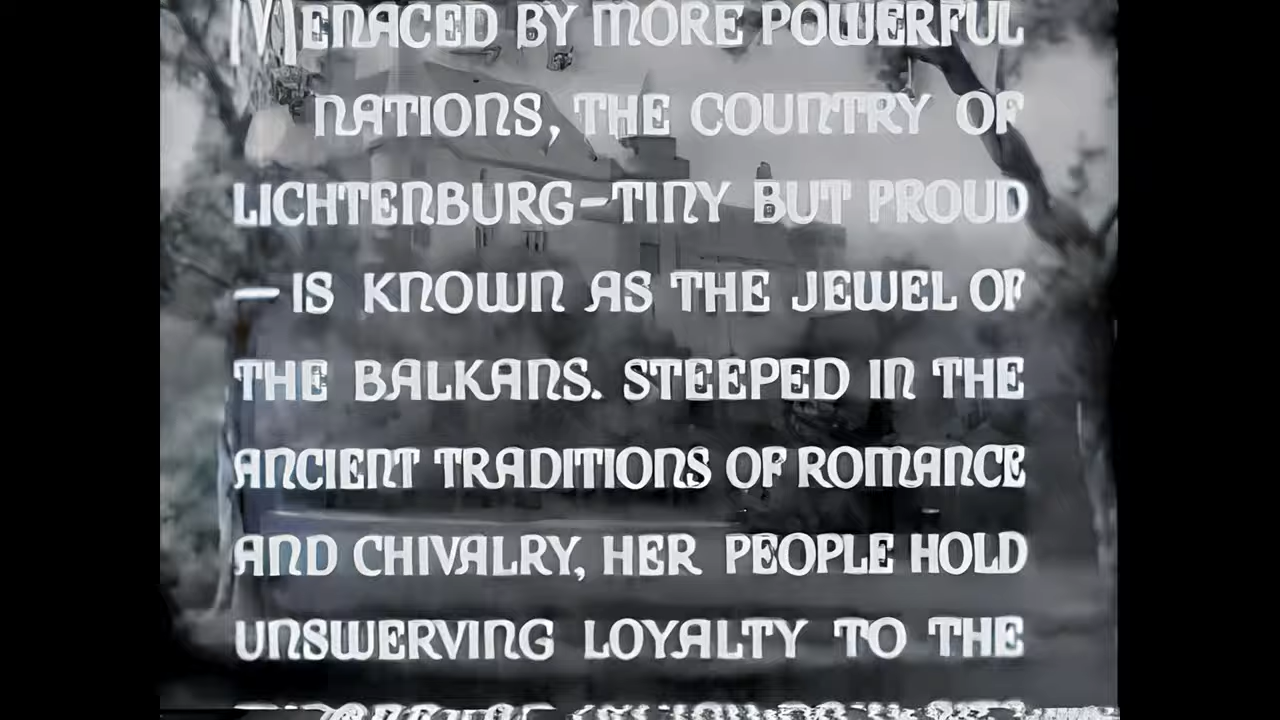 MENACED BY MORE POWERFUL
NATIONS, THE COUNTRY OF
LICHTENBURG–TINY BUT PROUD
–IS KNOWN AS THE JEWEL OF
THE BALKANS. STEEPED IN THE
ANCIENT TRADITIONS OF ROMANCE
AND CHIVALRY, HER PEOPLE HOLD
UNSWERVING LOYALTY TO THE